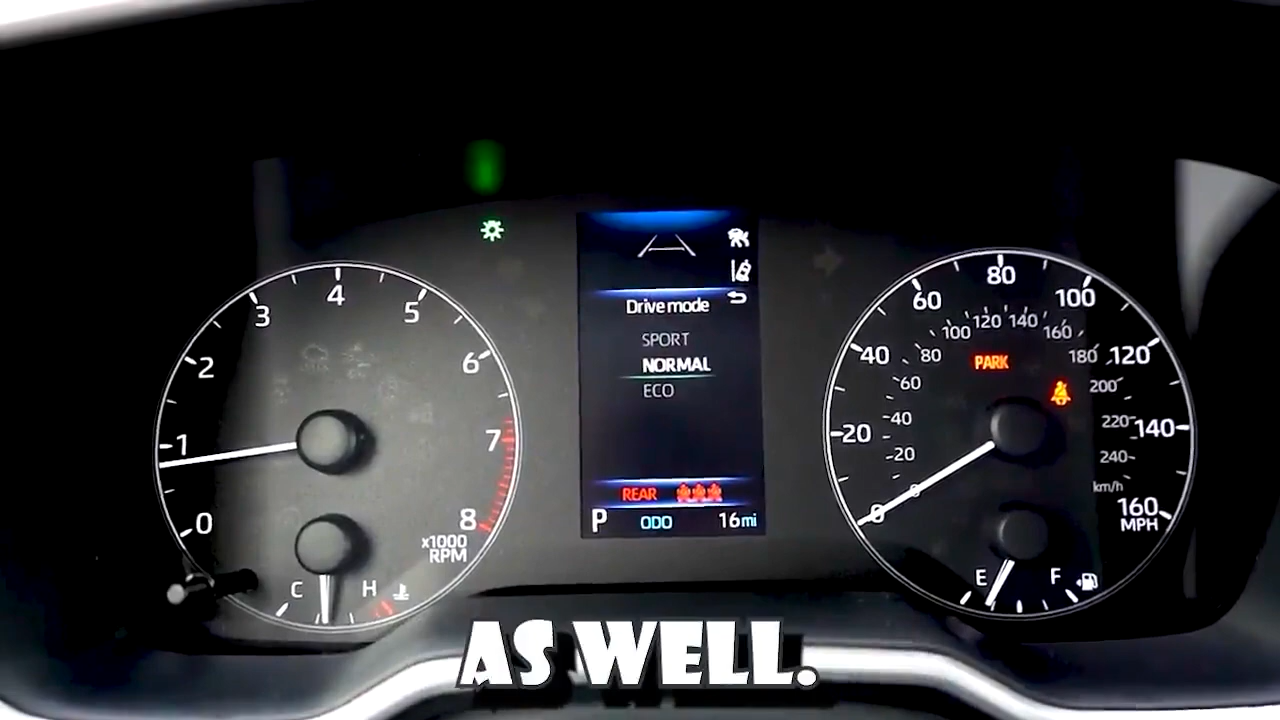 0
1
2
3
4
5
6
7
8
x1000
RPM
C
H
Drive mode
SPORT
NORMAL
ECO
REAR
P
ODO
16mi
0
20
40
60
80
100
120
140
160
MPH
0
20
40
60
80
100
120
140
160
180
200
220
240
km/h
PARK
E
F
AS WELL.